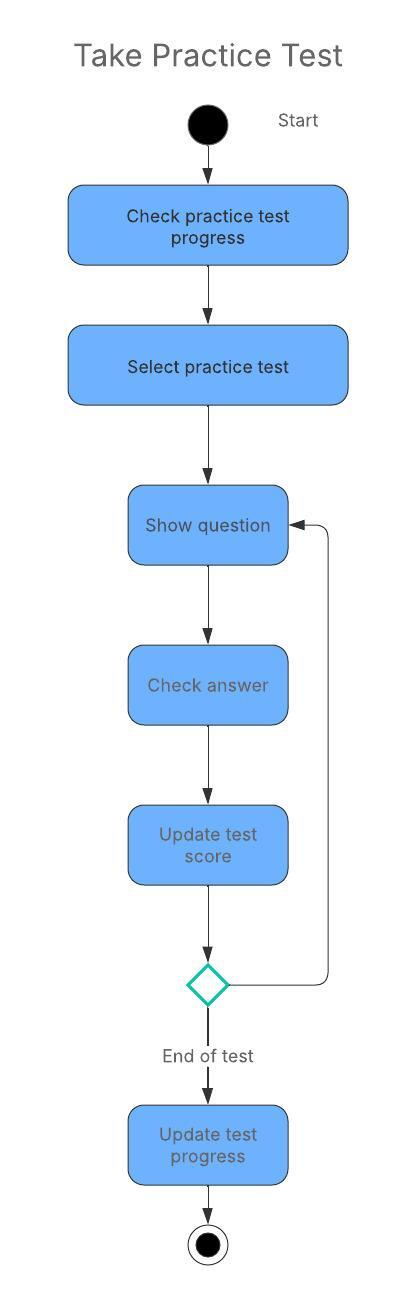 Take Practice Test
Start
Check practice test
progress
Select practice test
Show question
Check answer
Update test
score
End of test
Update test
progress